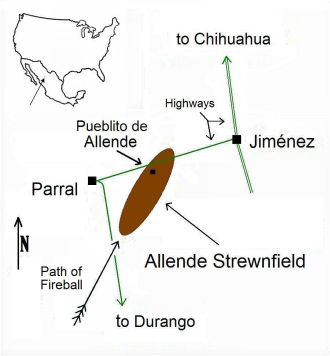 to Chihuahua
Highways
Pueblito de
Allende
Jiménez
Parral
N
Allende Strewnfield
Path of
Fireball
to Durango